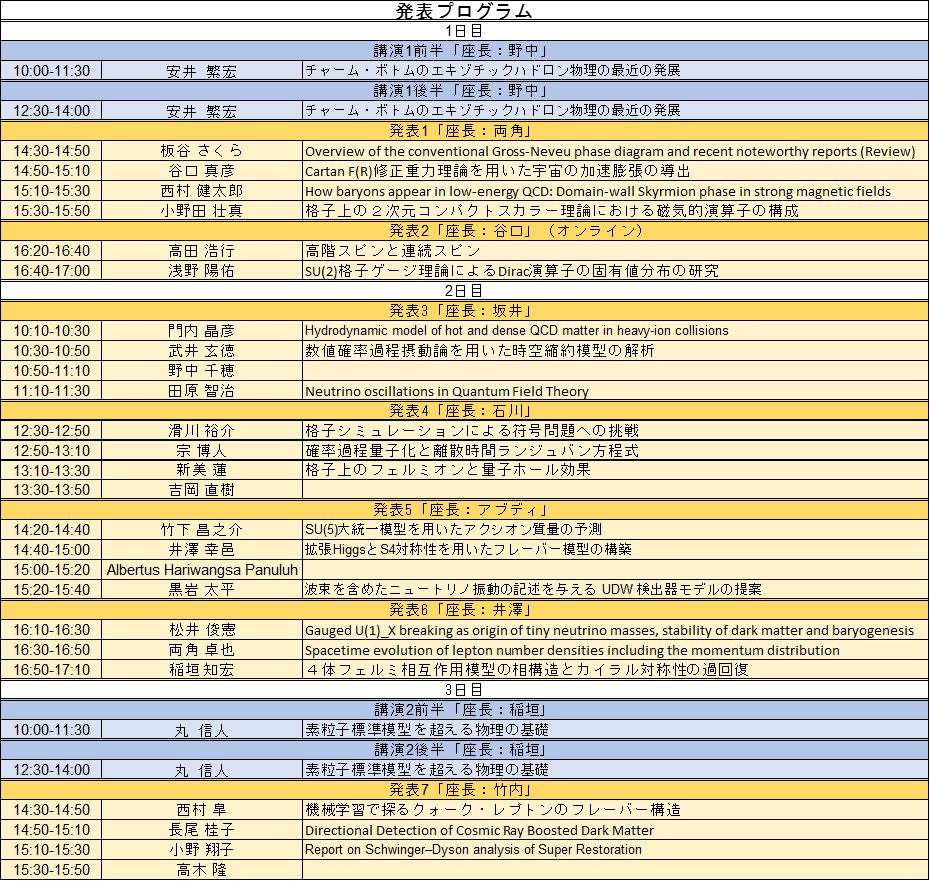 発表プログラム
1日目
講演1前半「座長：野中」
10:00-11:30 安井 繁宏 チャーム・ボトムのエキゾチックハドロン物理の最近の発展
講演1後半「座長：野中」
12:30-14:00 安井 繁宏 チャーム・ボトムのエキゾチックハドロン物理の最近の発展
発表1「座長：両角」
14:30-14:50 板谷 さくら Overview of the conventional Gross-Neveu phase diagram and recent noteworthy reports (Review)
14:50-15:10 谷口 真彦 Cartan F(R)修正重力理論を用いた宇宙の加速膨張の導出
15:10-15:30 西村 健太郎 How baryons appear in low-energy QCD: Domain-wall Skyrmion phase in strong magnetic fields
15:30-15:50 小野田 壮真 格子上の２次元コンパクトスカラー理論における磁気的演算子の構成
発表2「座長：谷口」（オンライン）
16:20-16:40 高田 浩行 高階スピンと連続スピン
16:40-17:00 浅野 陽佑 SU(2)格子ゲージ理論によるDirac演算子の固有値分布の研究
2日目
発表3「座長：坂井」
10:10-10:30 門内 晶彦 Hydrodynamic model of hot and dense QCD matter in heavy-ion collisions
10:30-10:50 武井 玄徳 数値確率過程摂動論を用いた時空縮約模型の解析
10:50-11:10 野中 千穂
11:10-11:30 田原 智治 Neutrino oscillations in Quantum Field Theory
発表4「座長：石川」
12:30-12:50 滑川 裕介 格子シミュレーションによる符号問題への挑戦
12:50-13:10 宗 博人 確率過程量子化と離散時間ランジュバン方程式
13:10-13:30 新美 蓮 格子上のフェルミオンと量子ホール効果
13:30-13:50 吉岡 直樹
発表5「座長：アブディ」
14:20-14:40 竹下 昌之介 SU(5)大統一模型を用いたアクシオン質量の予測
14:40-15:00 井澤 幸邑 拡張HiggsとS4対称性を用いたフレーバー模型の構築
15:00-15:20 Albertus Hariwangsa Panuluh
15:20-15:40 黒岩 太平 波束を含めたニュートリノ振動の記述を与える UDW 検出器モデルの提案
発表6「座長：井澤」
16:10-16:30 松井 俊憲 Gauged U(1)_X breaking as origin of tiny neutrino masses, stability of dark matter and baryogenesis
16:30-16:50 両角 卓也 Spacetime evolution of lepton number densities including the momentum distribution
16:50-17:10 稲垣 知宏 ４体フェルミ相互作用模型の相構造とカイラル対称性の過回復
3日目
講演2前半「座長：稲垣」
10:00-11:30 丸 信人 素粒子標準模型を超える物理の基礎
講演2後半「座長：稲垣」
12:30-14:00 丸 信人 素粒子標準模型を超える物理の基礎
発表7「座長：竹内」
14:30-14:50 西村 皐 機械学習で探るクォーク・レプトンのフレーバー構造
14:50-15:10 長尾 桂子 Directional Detection of Cosmic Ray Boosted Dark Matter
15:10-15:30 小野 翔子 Report on Schwinger–Dyson analysis of Super Restoration
15:30-15:50 高木 隆